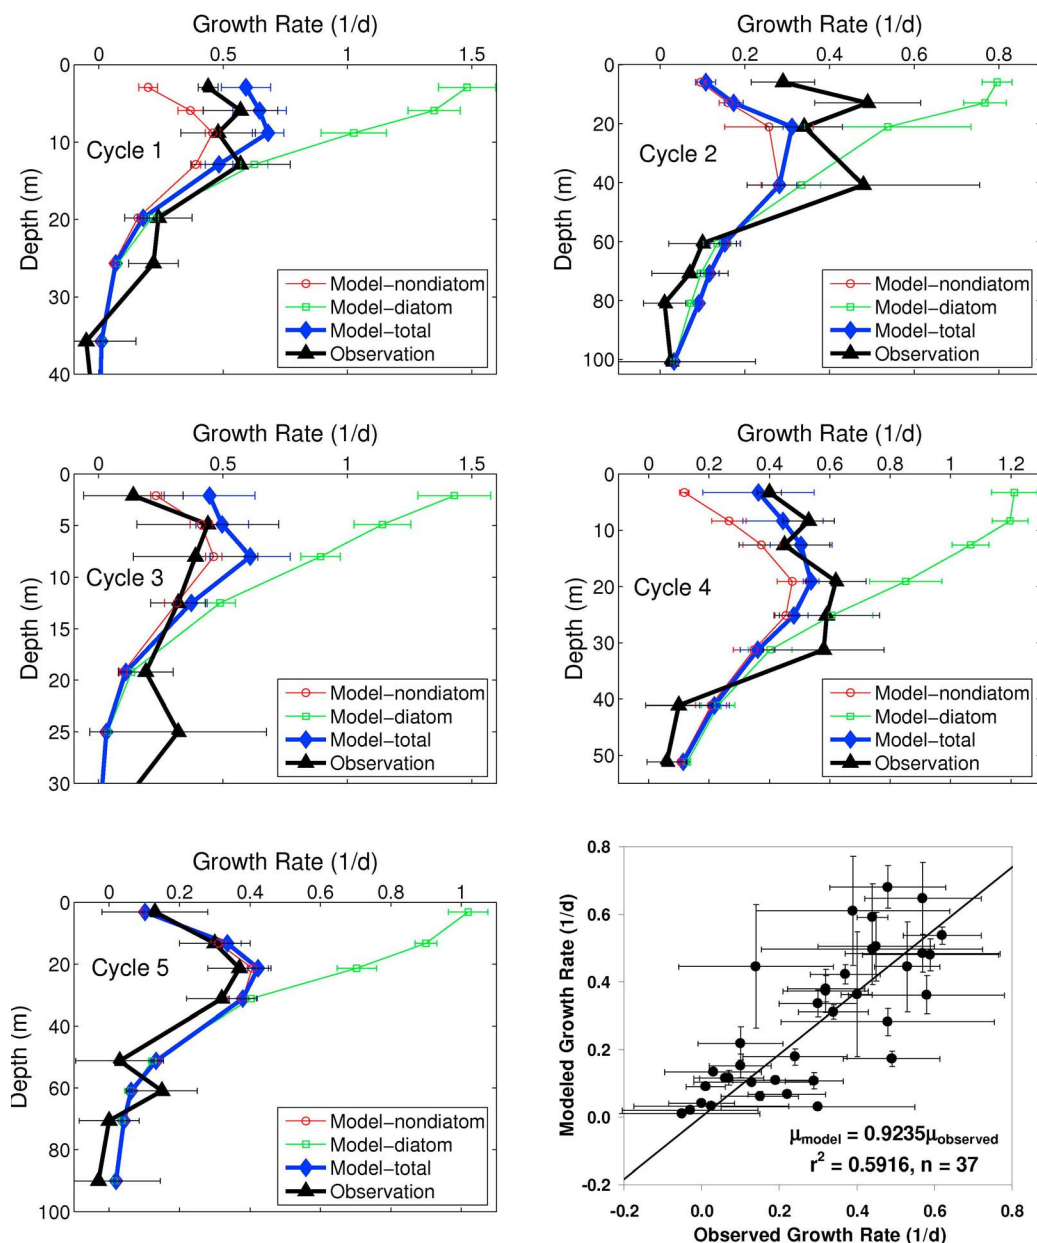 Growth Rate (1/d)
0 0.5 1 1.5
0
10
20
30
40
Depth (m)
Cycle 1
Model-nondiatom
Model-diatom
Model-total
Observation
Growth Rate (1/d)
0 0.2 0.4 0.6 0.8
0
20
40
60
80
100
Depth (m)
Cycle 2
Model-nondiatom
Model-diatom
Model-total
Observation
Growth Rate (1/d)
0 0.5 1 1.5
0
5
10
15
20
25
30
Depth (m)
Cycle 3
Model-nondiatom
Model-diatom
Model-total
Observation
Growth Rate (1/d)
0 0.2 0.4 0.6 0.8 1 1.2
0
10
20
30
40
50
Depth (m)
Cycle 4
Model-nondiatom
Model-diatom
Model-total
Observation
Growth Rate (1/d)
0 0.2 0.4 0.6 0.8 1
0
20
40
60
80
100
Depth (m)
Cycle 5
Model-nondiatom
Model-diatom
Model-total
Observation
0.8
0.6
0.4
0.2
0.0
-0.2
Modeled Growth Rate (1/d)
μmodel = 0.9235μobserved
r² = 0.5916, n = 37
-0.2 0.0 0.2 0.4 0.6 0.8
Observed Growth Rate (1/d)